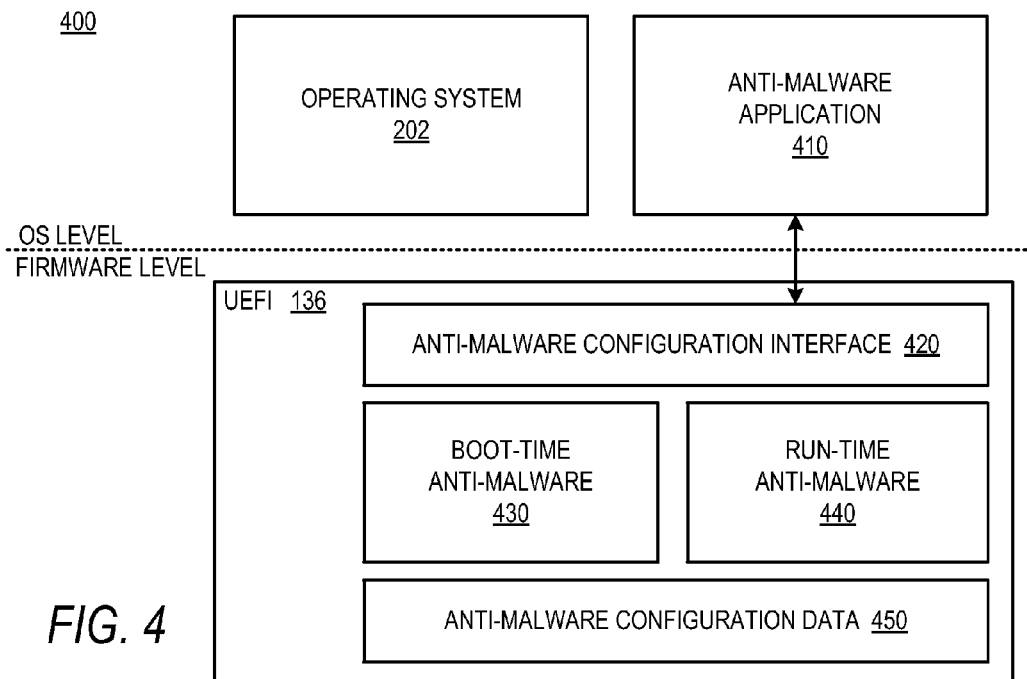 400
OPERATING SYSTEM
202
ANTI-MALWARE
APPLICATION
410
OS LEVEL
FIRMWARE LEVEL
UEFI 136
ANTI-MALWARE CONFIGURATION INTERFACE 420
BOOT-TIME
ANTI-MALWARE
430
RUN-TIME
ANTI-MALWARE
440
ANTI-MALWARE CONFIGURATION DATA 450
FIG. 4